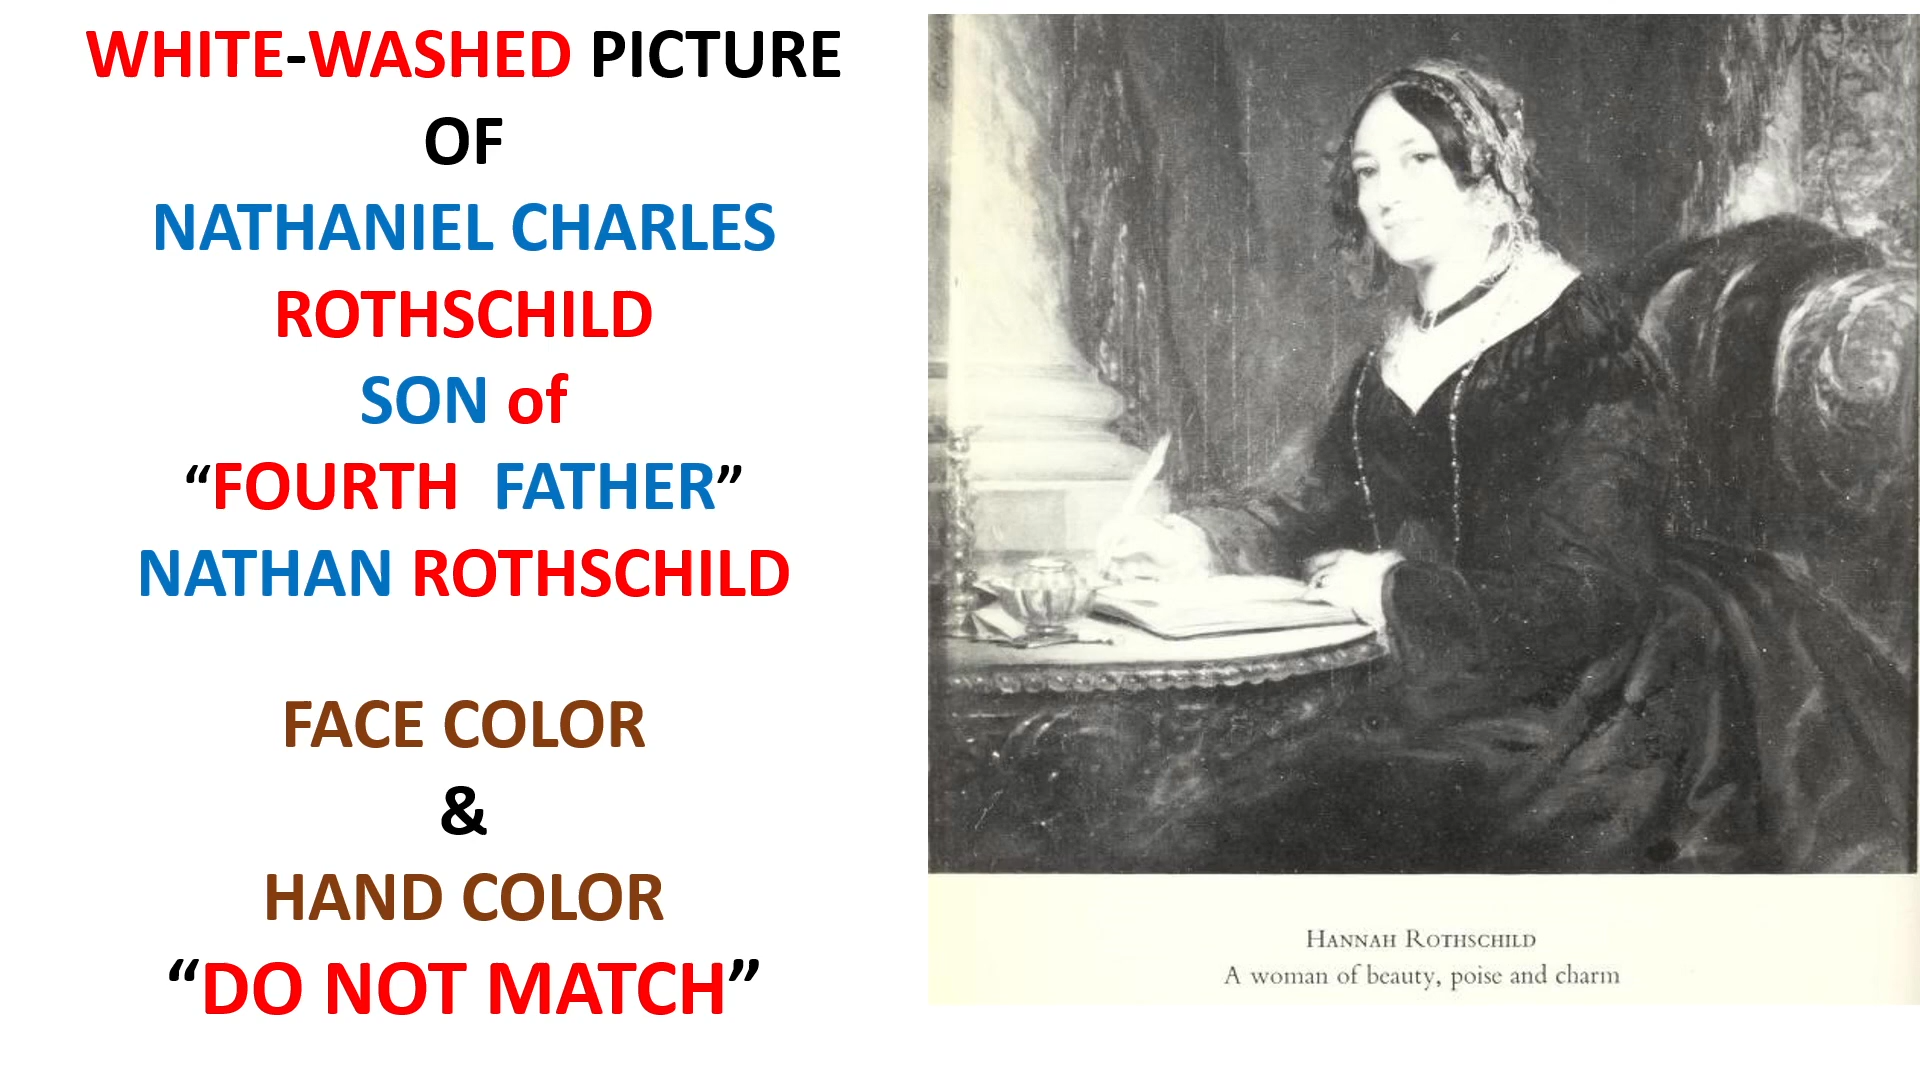 WHITE-WASHED PICTURE
OF
NATHANIEL CHARLES
ROTHSCHILD
SON of
“FOURTH FATHER”
NATHAN ROTHSCHILD
FACE COLOR
&
HAND COLOR
“DO NOT MATCH”
HANNAH ROTHSCHILD
A woman of beauty, poise and charm